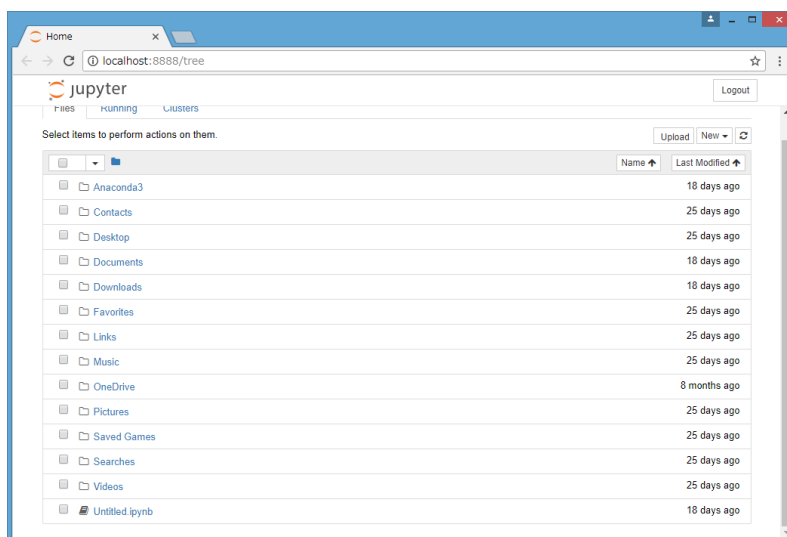 Home
localhost:8888/tree
jupyter
Logout
Files Running Clusters
Select items to perform actions on them.
Upload New
Name Last Modified
Anaconda3 18 days ago
Contacts 25 days ago
Desktop 25 days ago
Documents 18 days ago
Downloads 18 days ago
Favorites 25 days ago
Links 25 days ago
Music 25 days ago
OneDrive 8 months ago
Pictures 25 days ago
Saved Games 25 days ago
Searches 25 days ago
Videos 25 days ago
Untitled.ipynb 18 days ago